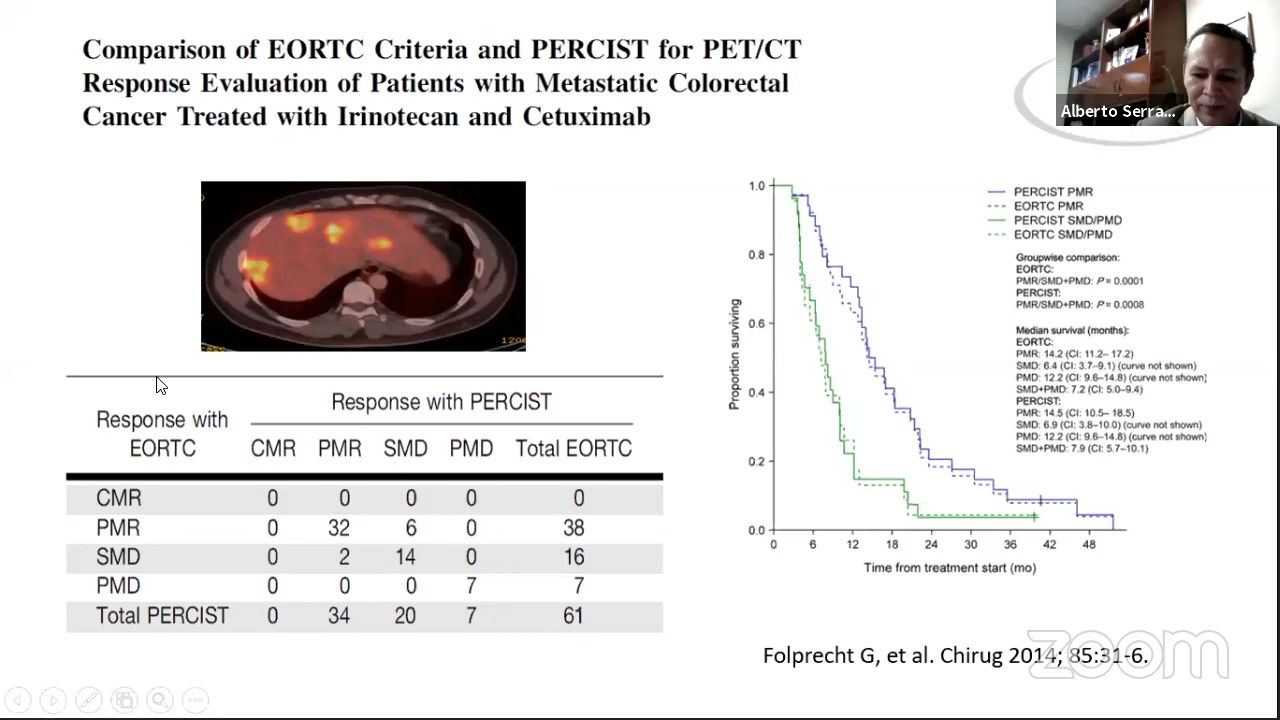 Comparison of EORTC Criteria and PERCIST for PET/CT
Response Evaluation of Patients with Metastatic Colorectal
Cancer Treated with Irinotecan and Cetuximab
Alberto Serra...
Response with EORTC
Response with PERCIST
CMR PMR SMD PMD Total EORTC
CMR 0 0 0 0 0
PMR 0 32 6 0 38
SMD 0 2 14 0 16
PMD 0 0 0 7 7
Total PERCIST 0 34 20 7 61
Proportion surviving
1.0
0.8
0.6
0.4
0.2
0.0
0 6 12 18 24 30 36 42 48
Time from treatment start (mo)
PERCIST PMR
EORTC PMR
PERCIST SMD/PMD
EORTC SMD/PMD
Groupwise comparison:
EORTC:
PMR/SMD+PMD: P = 0.0001
PERCIST:
PMR/SMD+PMD: P = 0.0008
Median survival (months):
EORTC:
PMR: 14.2 (CI: 11.2– 17.2)
SMD: 6.4 (CI: 3.7–9.1) (curve not shown)
PMD: 12.2 (CI: 9.6–14.8) (curve not shown)
SMD+PMD: 7.2 (CI: 5.0–9.4)
PERCIST:
PMR: 14.5 (CI: 10.5– 18.5)
SMD: 6.9 (CI: 3.8–10.0) (curve not shown)
PMD: 12.2 (CI: 9.6–14.8) (curve not shown)
SMD+PMD: 7.9 (CI: 5.7–10.1)
Folprecht G, et al. Chirug 2014; 85:31-6.
zoom